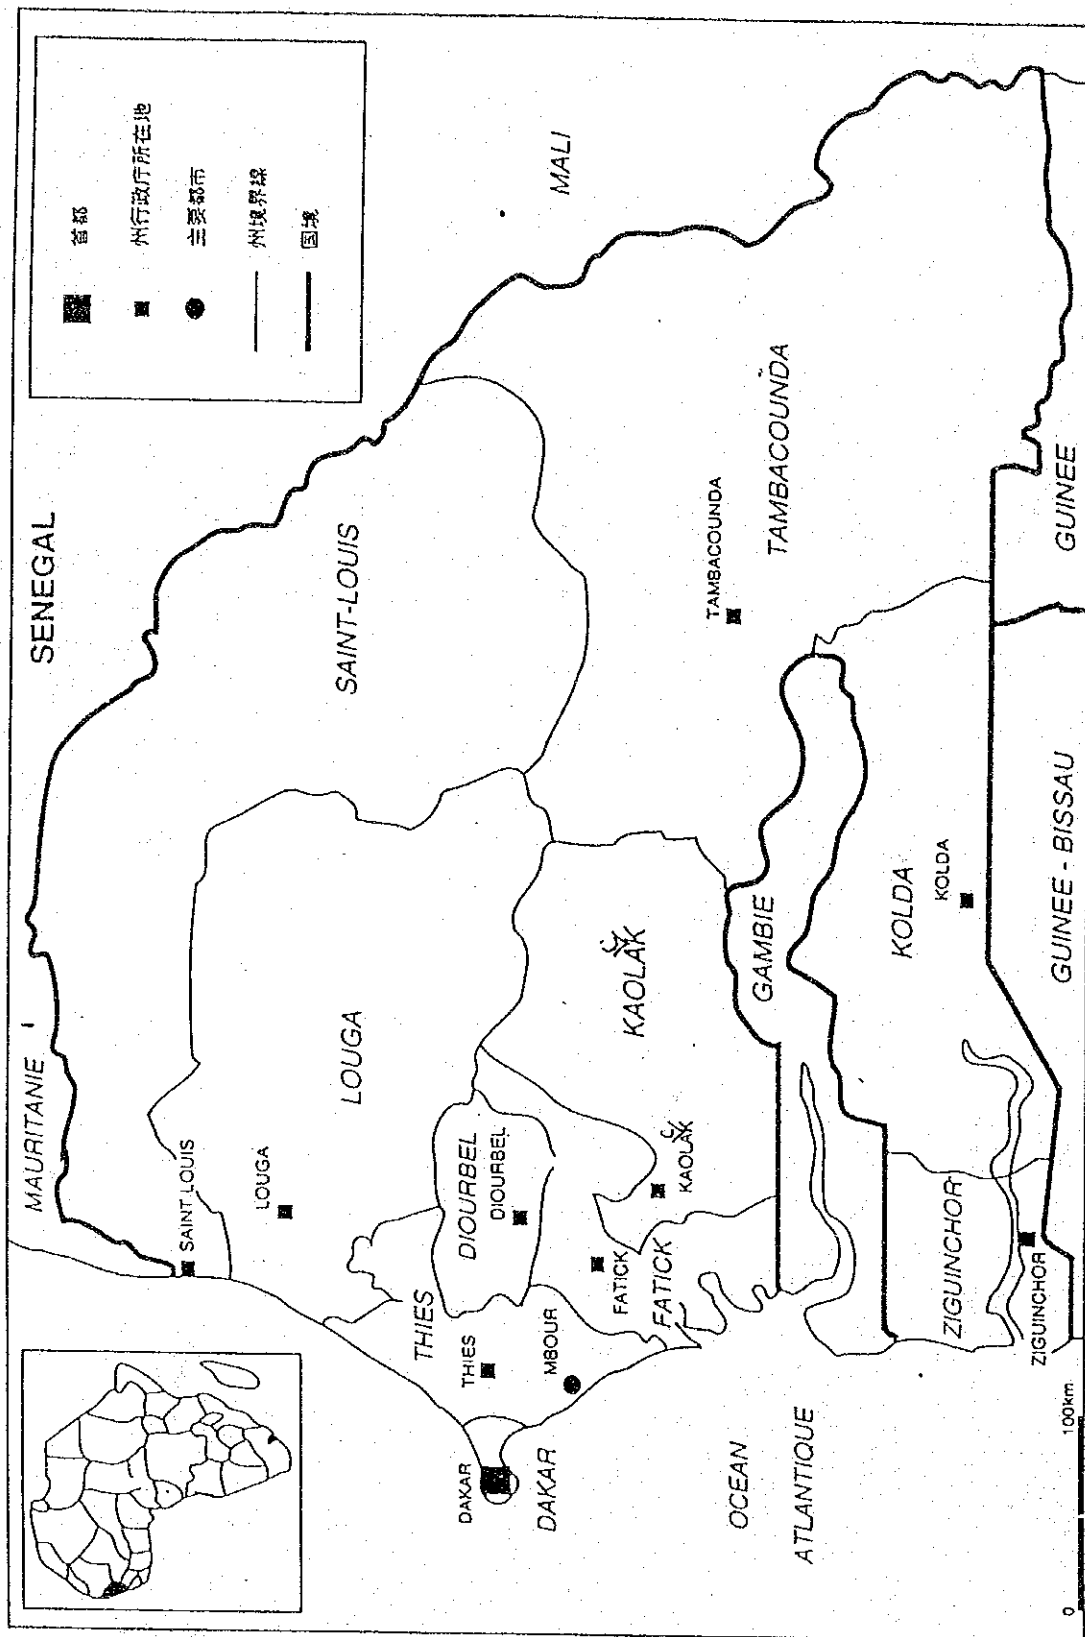 SENEGAL
首都
州行政庁所在地
主要都市
州境界線
国境
MAURITANIE
MALI
SAINT-LOUIS
SAINT-LOUIS
LOUGA
LOUGA
THIES
THIES
DIOURBEL
DIOURBEL
MBOUR
DAKAR
DAKAR
FATICK
FATICK
KAOLAK
KAOLAK
TAMBACOUNDA
TAMBACOUNDA
GAMBIE
OCEAN
ATLANTIQUE
KOLDA
KOLDA
ZIGUINCHOR
ZIGUINCHOR
GUINEE - BISSAU
GUINEE
0
100km